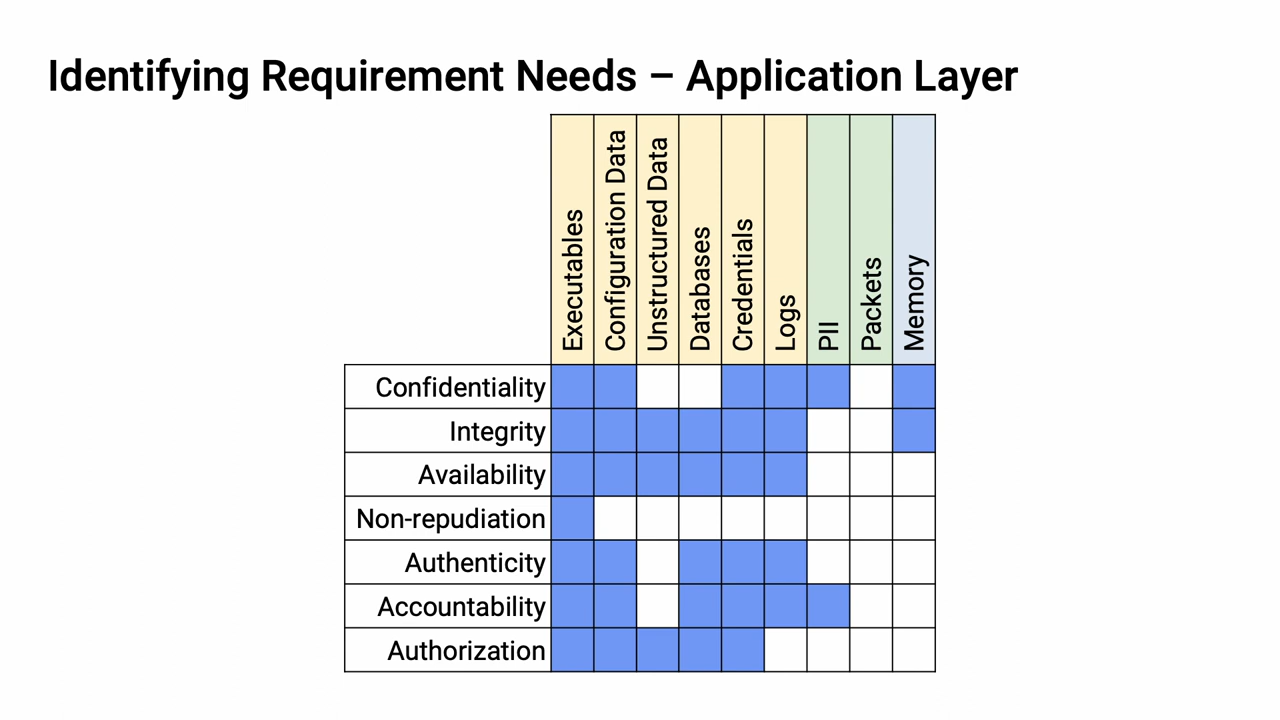 Identifying Requirement Needs – Application Layer
Executables
Configuration Data
Unstructured Data
Databases
Credentials
Logs
PII
Packets
Memory
Confidentiality
Integrity
Availability
Non-repudiation
Authenticity
Accountability
Authorization